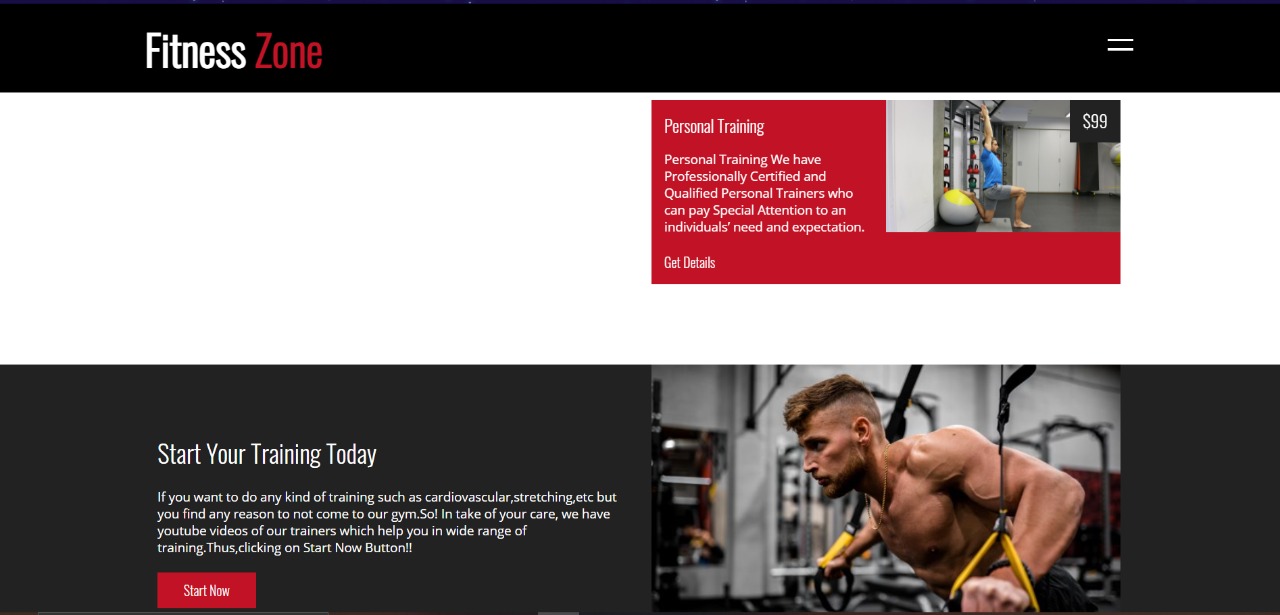 Fitness Zone
Personal Training
$99
Personal Training We have
Professionally Certified and
Qualified Personal Trainers who
can pay Special Attention to an
individuals' need and expectation.
Get Details
Start Your Training Today
If you want to do any kind of training such as cardiovascular,stretching,etc but
you find any reason to not come to our gym.So! In take of your care, we have
youtube videos of our trainers which help you in wide range of
training.Thus,clicking on Start Now Button!!
Start Now